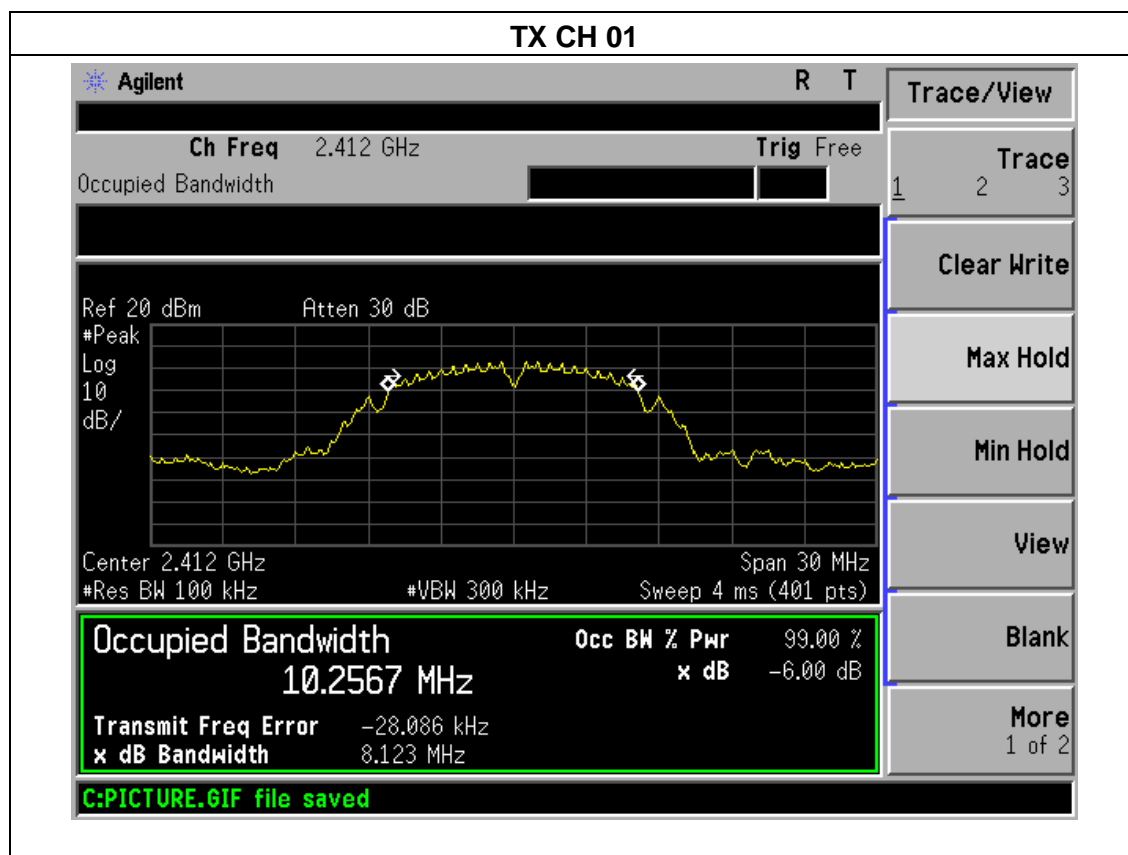 TX CH 01
Agilent R T
Ch Freq 2.412 GHz Trig Free
Occupied Bandwidth
Ref 20 dBm Atten 30 dB
#Peak
Log
10
dB/
Center 2.412 GHz Span 30 MHz
#Res BW 100 kHz #VBW 300 kHz Sweep 4 ms (401 pts)
Occupied Bandwidth Occ BW % Pwr 99.00 %
10.2567 MHz x dB -6.00 dB
Transmit Freq Error -28.086 kHz
x dB Bandwidth 8.123 MHz
C:PICTURE.GIF file saved
Trace/View
Trace
1 2 3
Clear Write
Max Hold
Min Hold
View
Blank
More
1 of 2